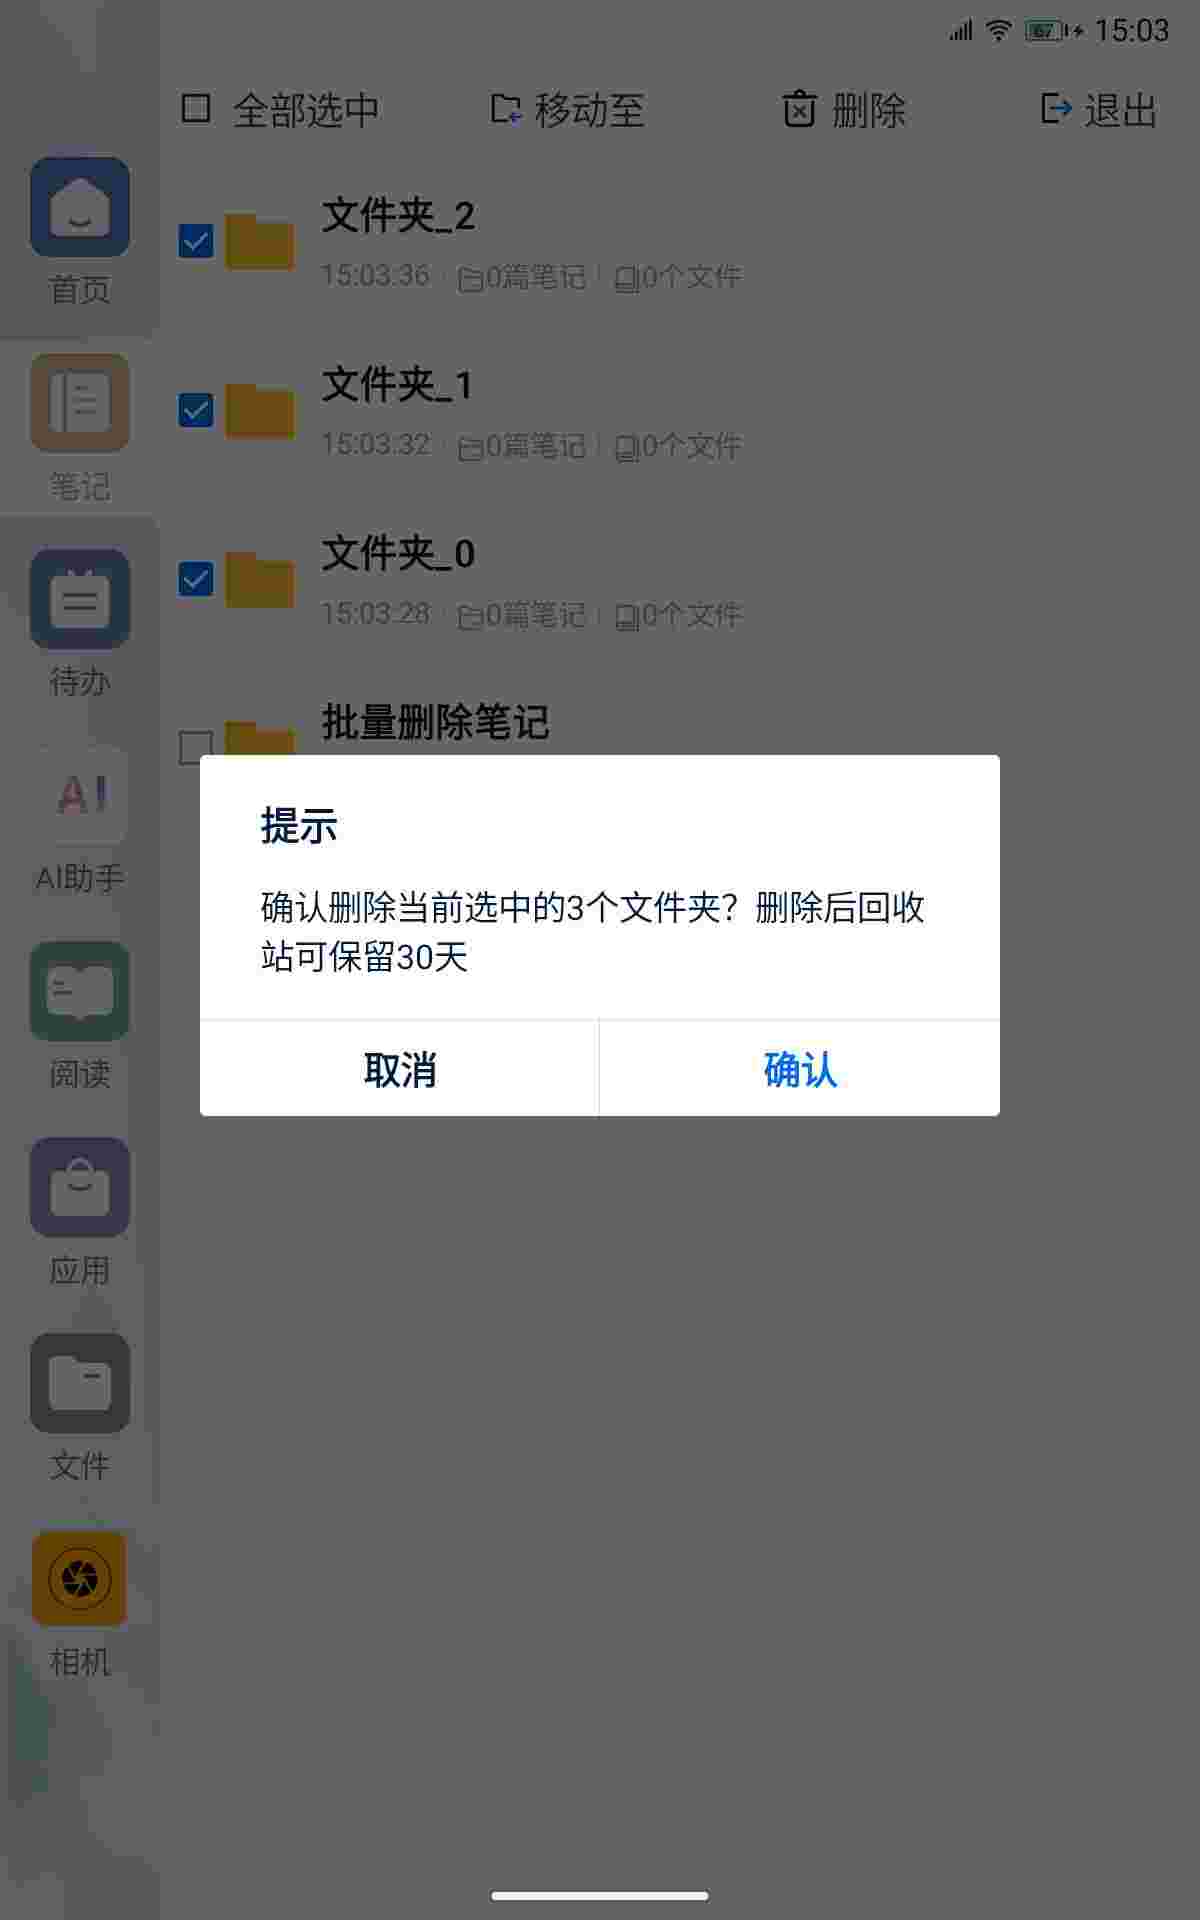 67 15:03
全部选中 移动至 删除 退出
首页
笔记
待办
AI
AI助手
阅读
应用
文件
相机
文件夹_2
15:03:36 0篇笔记 | 0个文件
文件夹_1
15:03:32 0篇笔记 | 0个文件
文件夹_0
15:03:28 0篇笔记 | 0个文件
批量删除笔记
提示
确认删除当前选中的3个文件夹？删除后回收
站可保留30天
取消 确认